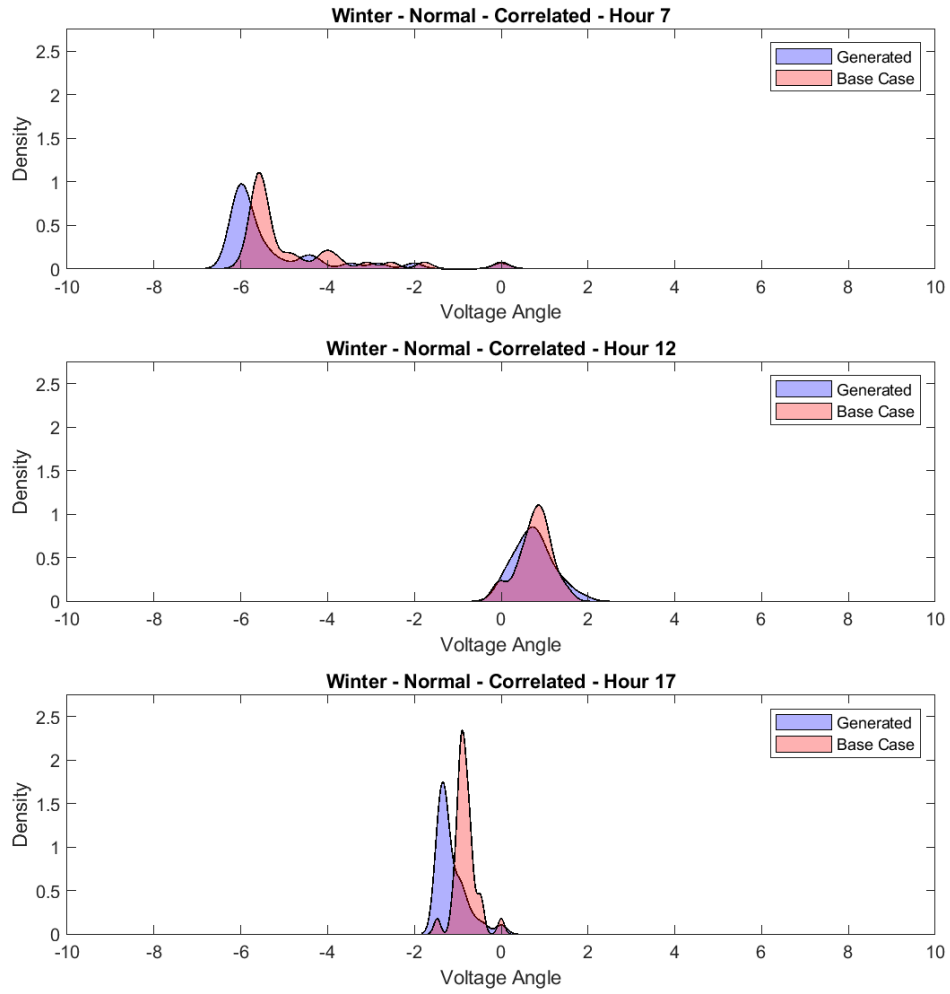 Winter - Normal - Correlated - Hour 7
2.5
2
1.5
1
0.5
0
Density
Generated
Base Case
-10 -8 -6 -4 -2 0 2 4 6 8 10
Voltage Angle
Winter - Normal - Correlated - Hour 12
2.5
2
1.5
1
0.5
0
Density
Generated
Base Case
-10 -8 -6 -4 -2 0 2 4 6 8 10
Voltage Angle
Winter - Normal - Correlated - Hour 17
2.5
2
1.5
1
0.5
0
Density
Generated
Base Case
-10 -8 -6 -4 -2 0 2 4 6 8 10
Voltage Angle